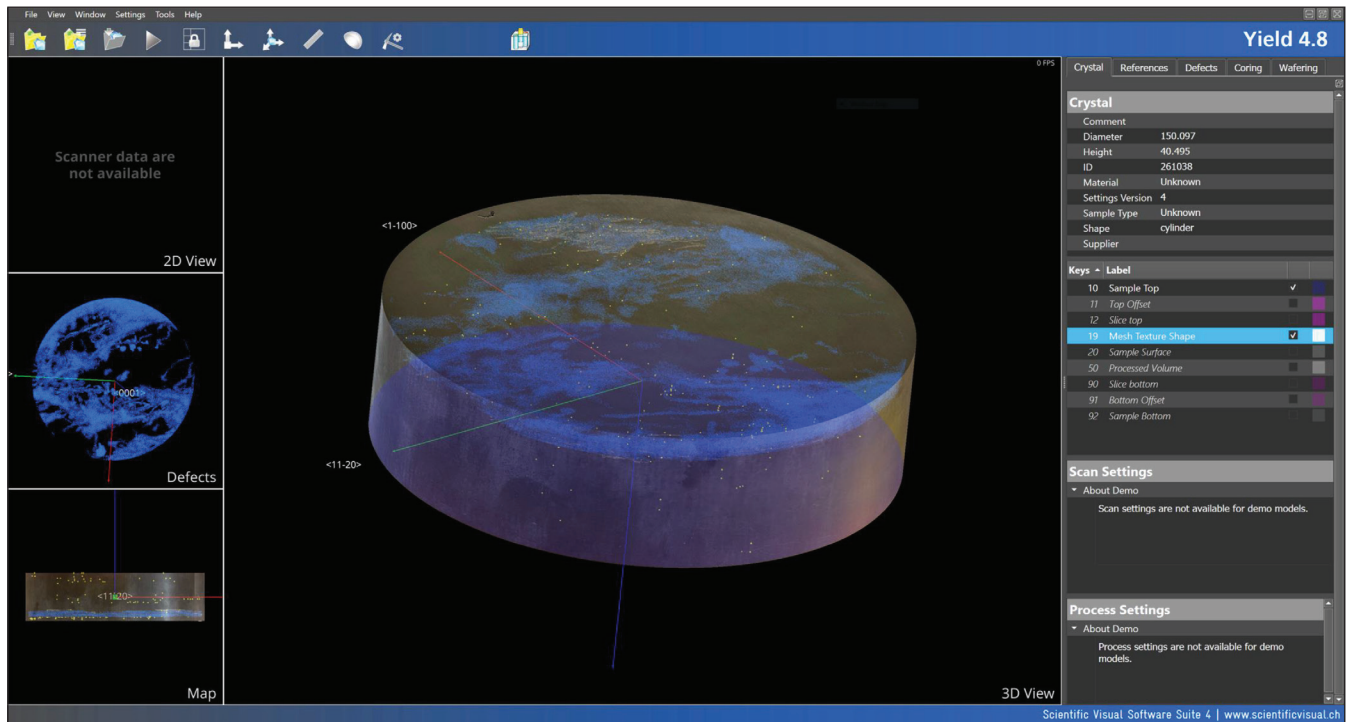 File View Window Settings Tools Help
Yield 4.8
Scanner data are
not available
2D View
<0001>
Defects
<11-20>
Map
0 FPS
<1-100>
<11-20>
3D View
Crystal References Defects Coring Wafering
Crystal
Comment
Diameter 150.097
Height 40.495
ID 261038
Material Unknown
Settings Version 4
Sample Type Unknown
Shape cylinder
Supplier
Keys Label
10 Sample Top
11 Top Offset
12 Slice top
19 Mesh Texture Shape
20 Sample Surface
50 Processed Volume
90 Slice bottom
91 Bottom Offset
92 Sample Bottom
Scan Settings
About Demo
Scan settings are not available for demo models.
Process Settings
About Demo
Process settings are not available for demo
models.
Scientific Visual Software Suite 4 | www.scientificvisual.ch